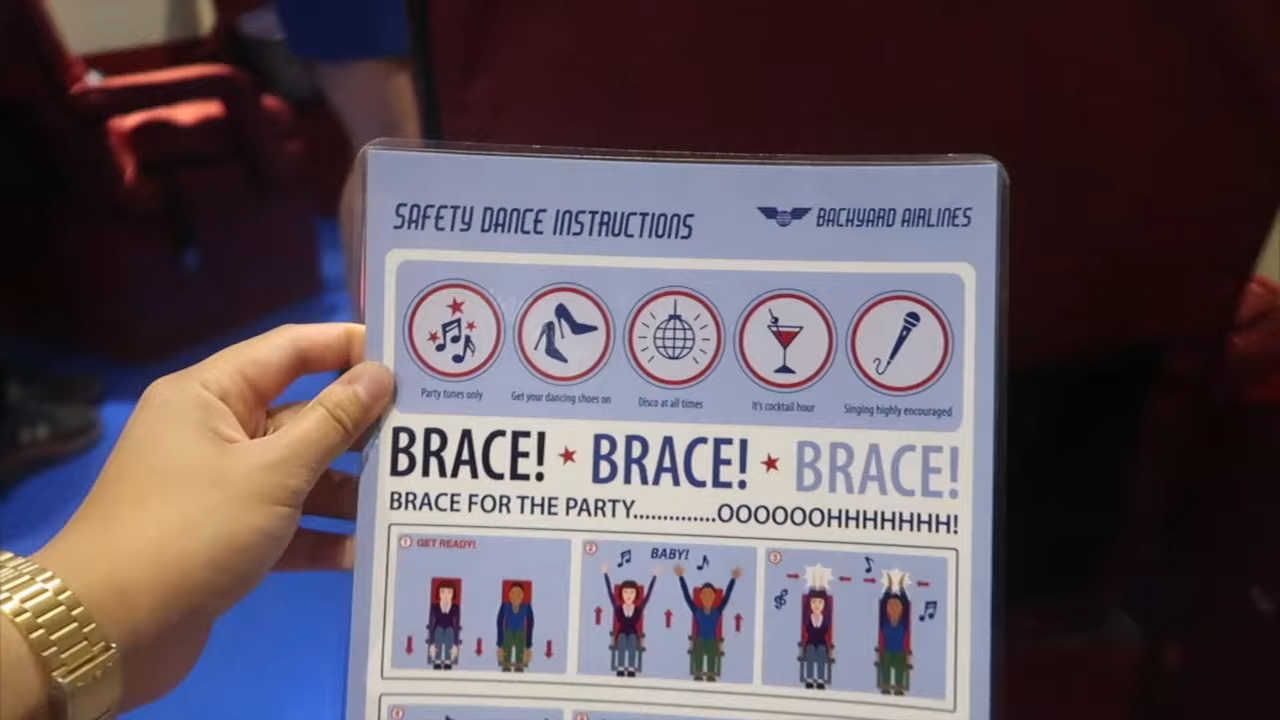 SAFETY DANCE INSTRUCTIONS
BACKYARD AIRLINES
Party tunes only
Get your dancing shoes on
Disco at all times
It's cocktail hour
Singing highly encouraged
BRACE! ★ BRACE! ★ BRACE!
BRACE FOR THE PARTY..............OOOOOOHHHHHHH!
1 GET READY!
2 BABY!
3